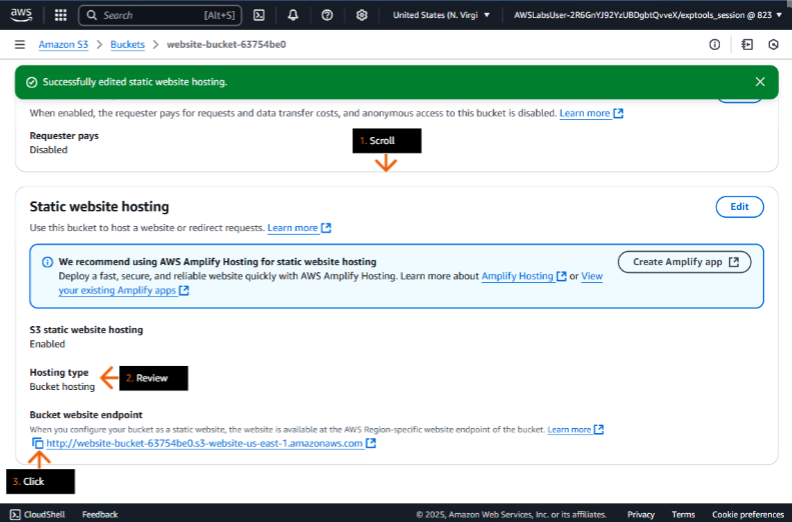 aws
Search [Alt+S] United States (N. Virgi AWSLabsUser-2R6GnYJ92YzUBDgbtQvveX/exptools_session @ 823
Amazon S3 > Buckets > website-bucket-63754be0
Successfully edited static website hosting.
When enabled, the requester pays for requests and data transfer costs, and anonymous access to this bucket is disabled. Learn more
Requester pays
Disabled
1. Scroll
Static website hosting
Edit
Use this bucket to host a website or redirect requests. Learn more
We recommend using AWS Amplify Hosting for static website hosting
Create Amplify app
Deploy a fast, secure, and reliable website quickly with AWS Amplify Hosting. Learn more about Amplify Hosting or View
your existing Amplify apps
S3 static website hosting
Enabled
Hosting type
2. Review
Bucket hosting
Bucket website endpoint
When you configure your bucket as a static website, the website is available at the AWS Region-specific website endpoint of the bucket. Learn more
http://website-bucket-63754be0.s3-website-us-east-1.amazonaws.com
3. Click
CloudShell Feedback © 2025, Amazon Web Services, Inc. or its affiliates. Privacy Terms Cookie preferences